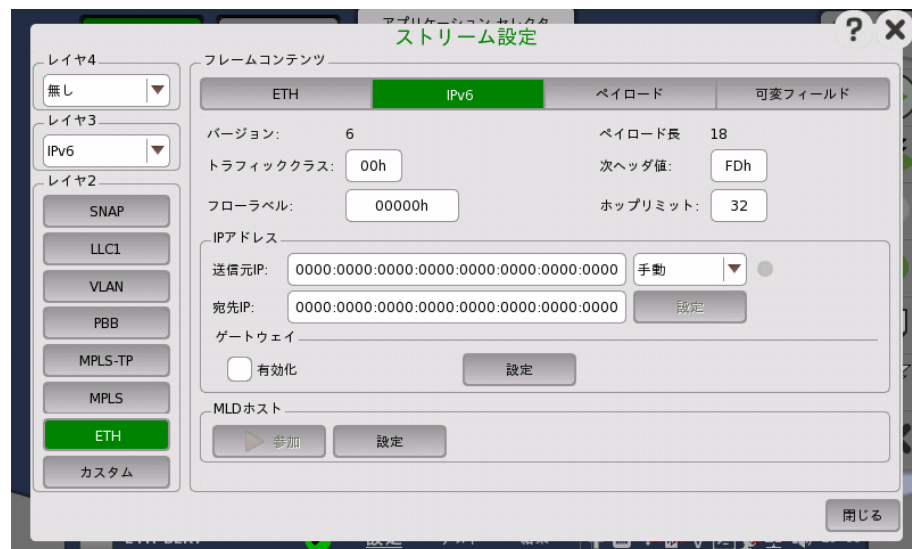 アプリケーション セレクタ
ストリーム設定
? X
レイヤ4
無し
レイヤ3
IPv6
レイヤ2
SNAP
LLC1
VLAN
PBB
MPLS-TP
MPLS
ETH
カスタム
フレームコンテンツ
ETH IPv6 ペイロード 可変フィールド
バージョン: 6 ペイロード長 18
トラフィッククラス: 00h 次ヘッダ値: FDh
フローラベル: 00000h ホップリミット: 32
IPアドレス
送信元IP: 0000:0000:0000:0000:0000:0000:0000:0000 手動
宛先IP: 0000:0000:0000:0000:0000:0000:0000:0000 設定
ゲートウェイ
有効化 設定
MLDホスト
参加 設定
閉じる